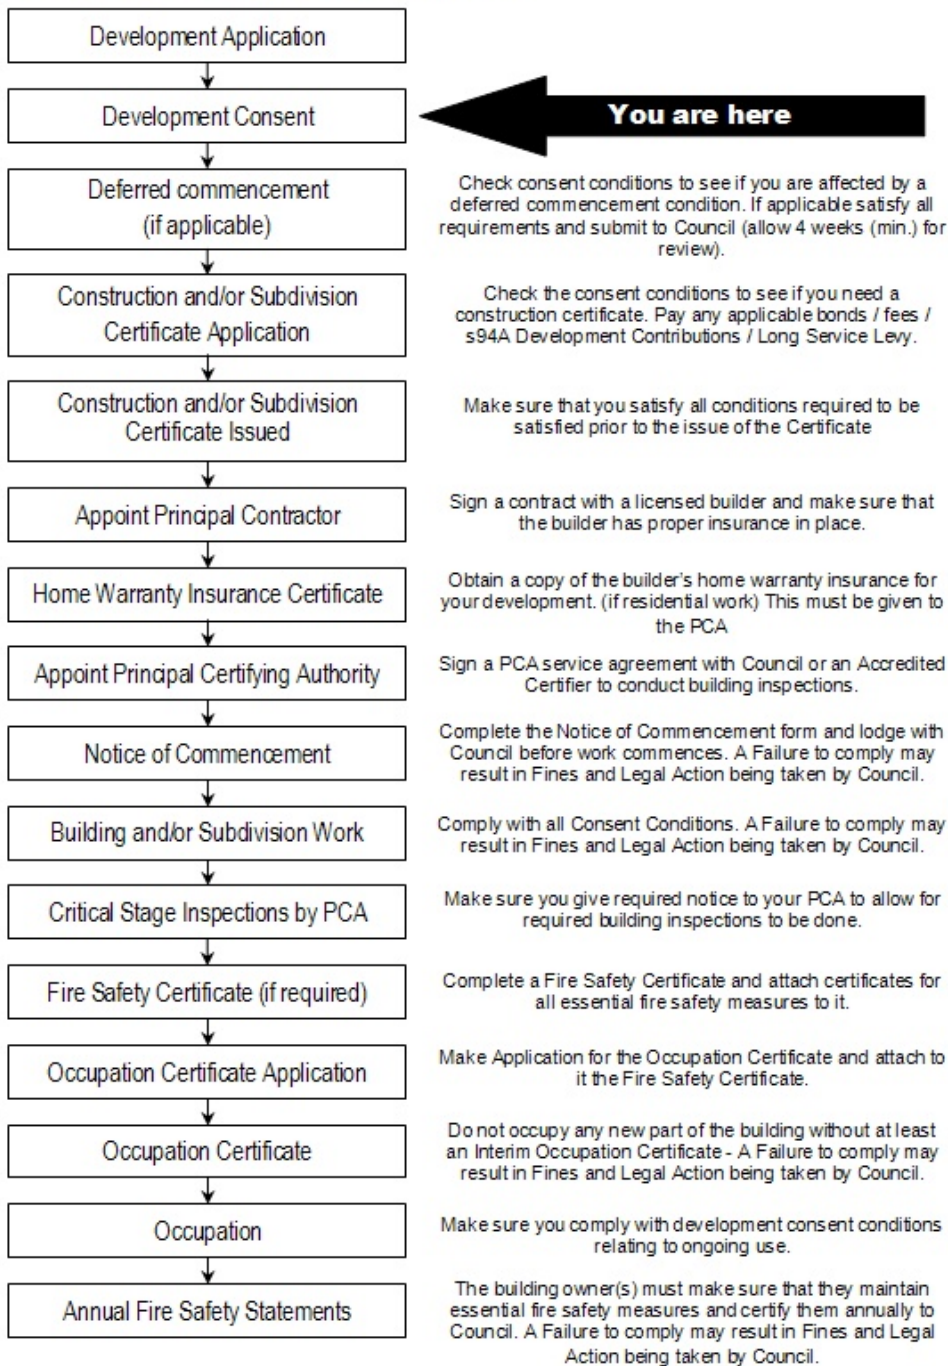 Development Application
Development Consent
You are here
Deferred commencement
(if applicable)
Check consent conditions to see if you are affected by a
deferred commencement condition. If applicable satisfy all
requirements and submit to Council (allow 4 weeks (min.) for
review).
Construction and/or Subdivision
Certificate Application
Check the consent conditions to see if you need a
construction certificate. Pay any applicable bonds / fees /
s94A Development Contributions / Long Service Levy.
Construction and/or Subdivision
Certificate Issued
Make sure that you satisfy all conditions required to be
satisfied prior to the issue of the Certificate
Appoint Principal Contractor
Sign a contract with a licensed builder and make sure that
the builder has proper insurance in place.
Home Warranty Insurance Certificate
Obtain a copy of the builder's home warranty insurance for
your development. (if residential work) This must be given to
the PCA
Appoint Principal Certifying Authority
Sign a PCA service agreement with Council or an Accredited
Certifier to conduct building inspections.
Notice of Commencement
Complete the Notice of Commencement form and lodge with
Council before work commences. A Failure to comply may
result in Fines and Legal Action being taken by Council.
Building and/or Subdivision Work
Comply with all Consent Conditions. A Failure to comply may
result in Fines and Legal Action being taken by Council.
Critical Stage Inspections by PCA
Make sure you give required notice to your PCA to allow for
required building inspections to be done.
Fire Safety Certificate (if required)
Complete a Fire Safety Certificate and attach certificates for
all essential fire safety measures to it.
Occupation Certificate Application
Make Application for the Occupation Certificate and attach to
it the Fire Safety Certificate.
Occupation Certificate
Do not occupy any new part of the building without at least
an Interim Occupation Certificate - A Failure to comply may
result in Fines and Legal Action being taken by Council.
Occupation
Make sure you comply with development consent conditions
relating to ongoing use.
Annual Fire Safety Statements
The building owner(s) must make sure that they maintain
essential fire safety measures and certify them annually to
Council. A Failure to comply may result in Fines and Legal
Action being taken by Council.